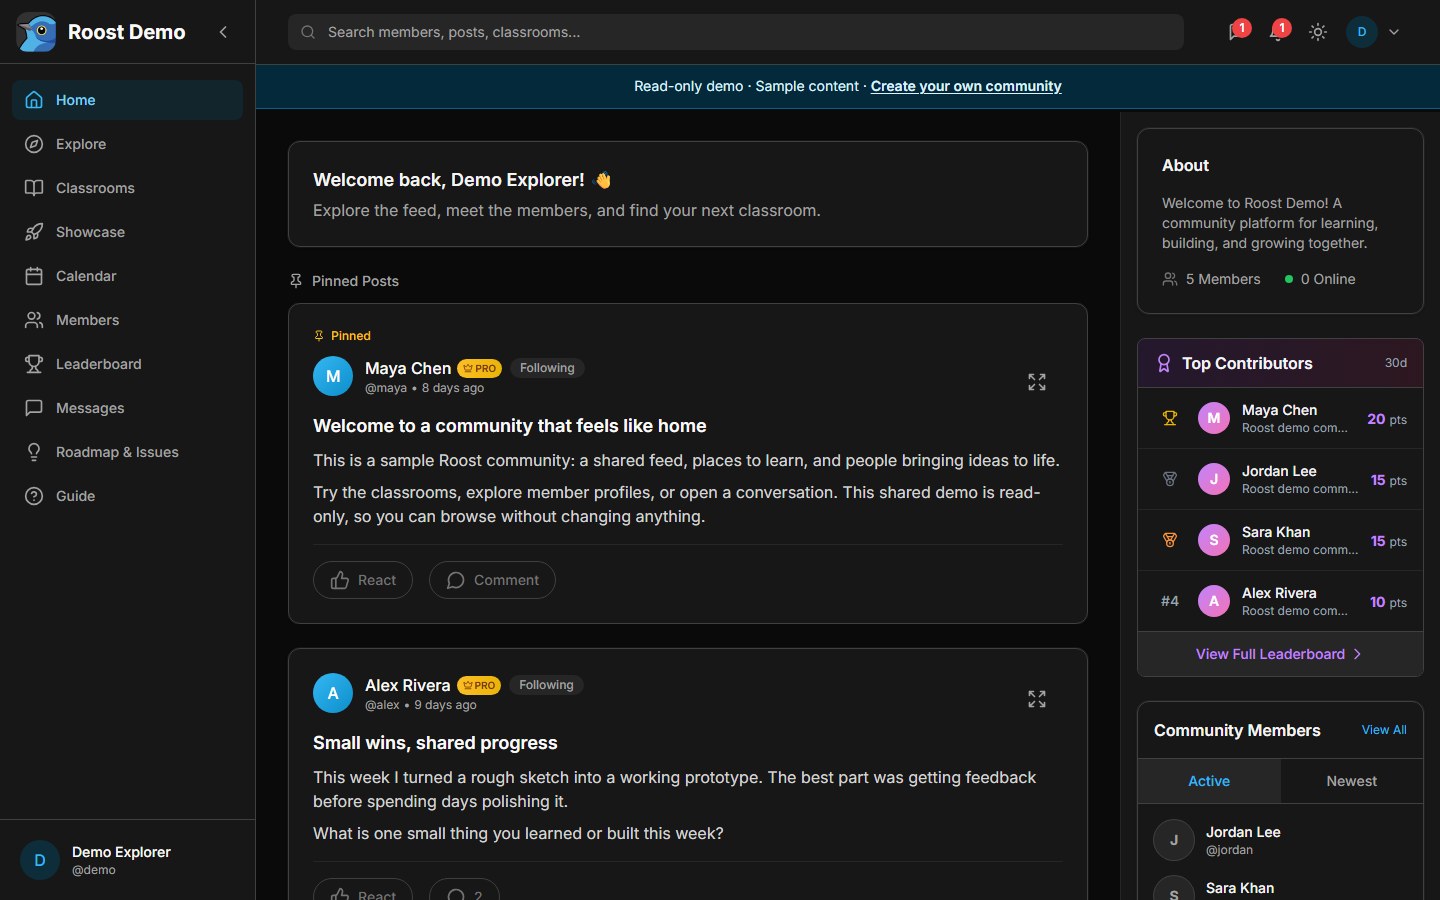 Roost Demo
Search members, posts, classrooms...
1
1
D
Read-only demo · Sample content · Create your own community
Home
Explore
Classrooms
Showcase
Calendar
Members
Leaderboard
Messages
Roadmap & Issues
Guide
D
Demo Explorer
@demo
Welcome back, Demo Explorer! 👋
Explore the feed, meet the members, and find your next classroom.
Pinned Posts
Pinned
M
Maya Chen PRO Following
@maya • 8 days ago
Welcome to a community that feels like home
This is a sample Roost community: a shared feed, places to learn, and people bringing ideas to life.
Try the classrooms, explore member profiles, or open a conversation. This shared demo is read-
only, so you can browse without changing anything.
React
Comment
A
Alex Rivera PRO Following
@alex • 9 days ago
Small wins, shared progress
This week I turned a rough sketch into a working prototype. The best part was getting feedback
before spending days polishing it.
What is one small thing you learned or built this week?
React
2
About
Welcome to Roost Demo! A
community platform for learning,
building, and growing together.
5 Members
0 Online
Top Contributors
30d
M
Maya Chen
Roost demo com...
20 pts
J
Jordan Lee
Roost demo comm...
15 pts
S
Sara Khan
Roost demo comm...
15 pts
#4
A
Alex Rivera
Roost demo com...
10 pts
View Full Leaderboard
Community Members
View All
Active
Newest
J
Jordan Lee
@jordan
S
Sara Khan